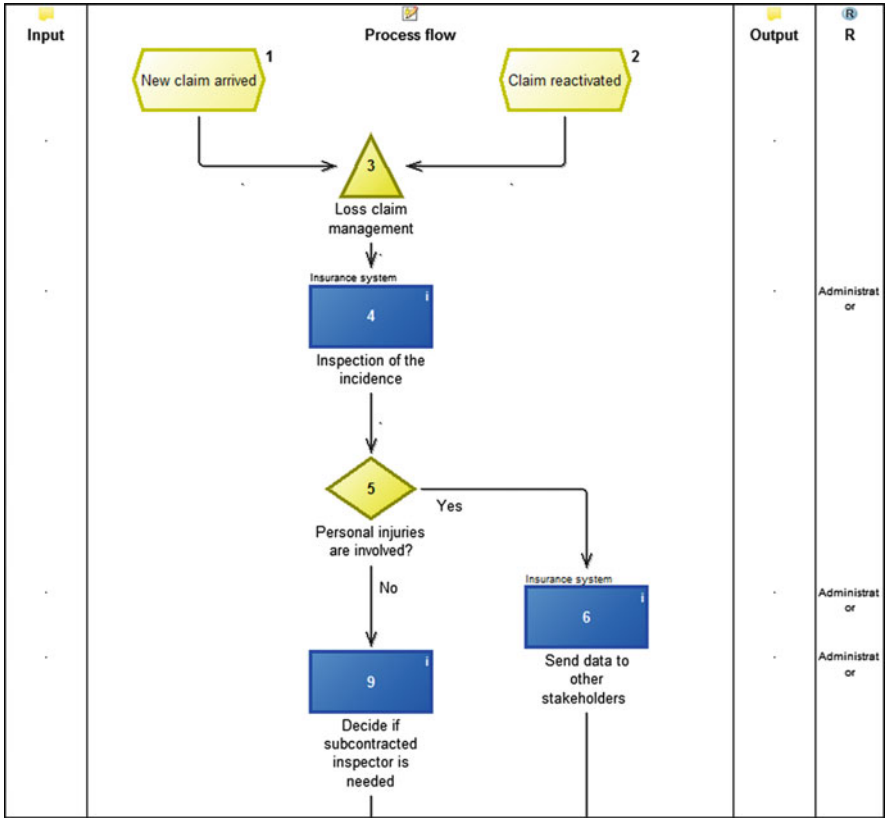 R
Input
Process flow
Output
R
1
2
New claim arrived
Claim reactivated
3
Loss claim
management
Insurance system
i
4
Administrat
or
Inspection of the
incidence
5
Yes
Personal injuries
are involved?
No
Insurance system
i
6
Administrat
or
Send data to
other
stakeholders
i
9
Administrat
or
Decide if
subcontracted
inspector is
needed